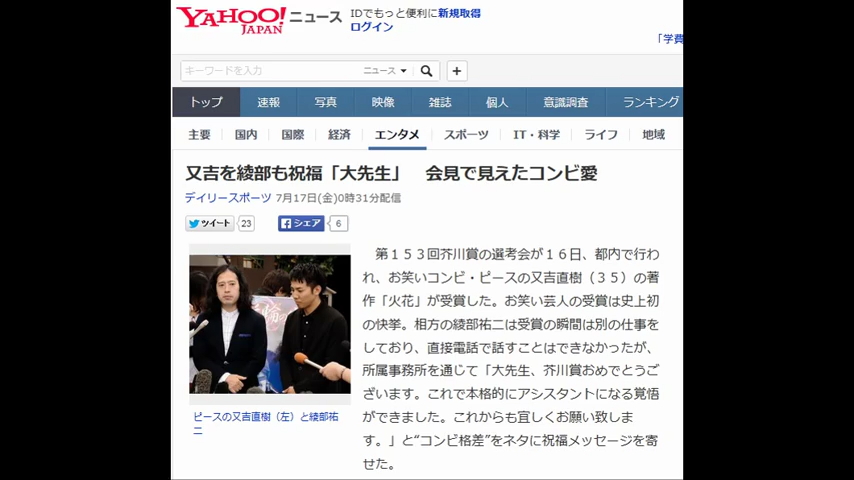 YAHOO! JAPAN ニュース
IDでもっと便利に新規取得
ログイン
「学費
キーワードを入力 ニュース
トップ 速報 写真 映像 雑誌 個人 意識調査 ランキング
主要 国内 国際 経済 エンタメ スポーツ IT・科学 ライフ 地域
又吉を綾部も祝福「大先生」　会見で見えたコンビ愛
デイリースポーツ 7月17日(金)0時31分配信
ツイート 23 シェア 6
第１５３回芥川賞の選考会が１６日、都内で行わ
れ、お笑いコンビ・ピースの又吉直樹（３５）の著
作「火花」が受賞した。お笑い芸人の受賞は史上初
の快挙。相方の綾部祐二は受賞の瞬間は別の仕事を
しており、直接電話で話すことはできなかったが、
所属事務所を通じて「大先生、芥川賞おめでとうご
ざいます。これで本格的にアシスタントになる覚悟
ができました。これからも宜しくお願い致しま
す。」と“コンビ格差”をネタに祝福メッセージを寄
せた。
ピースの又吉直樹（左）と綾部祐
二